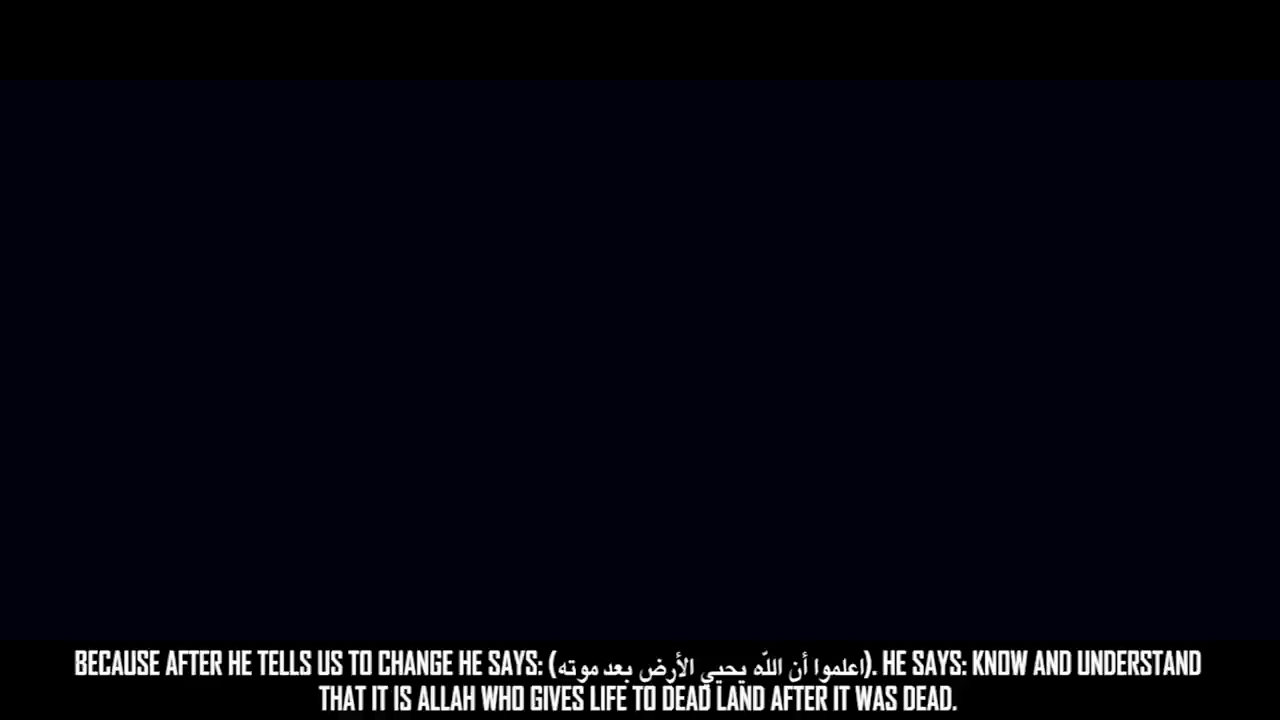 BECAUSE AFTER HE TELLS US TO CHANGE HE SAYS: (اعلموا أن الله يحيي الأرض بعد موته). HE SAYS: KNOW AND UNDERSTAND
THAT IT IS ALLAH WHO GIVES LIFE TO DEAD LAND AFTER IT WAS DEAD.